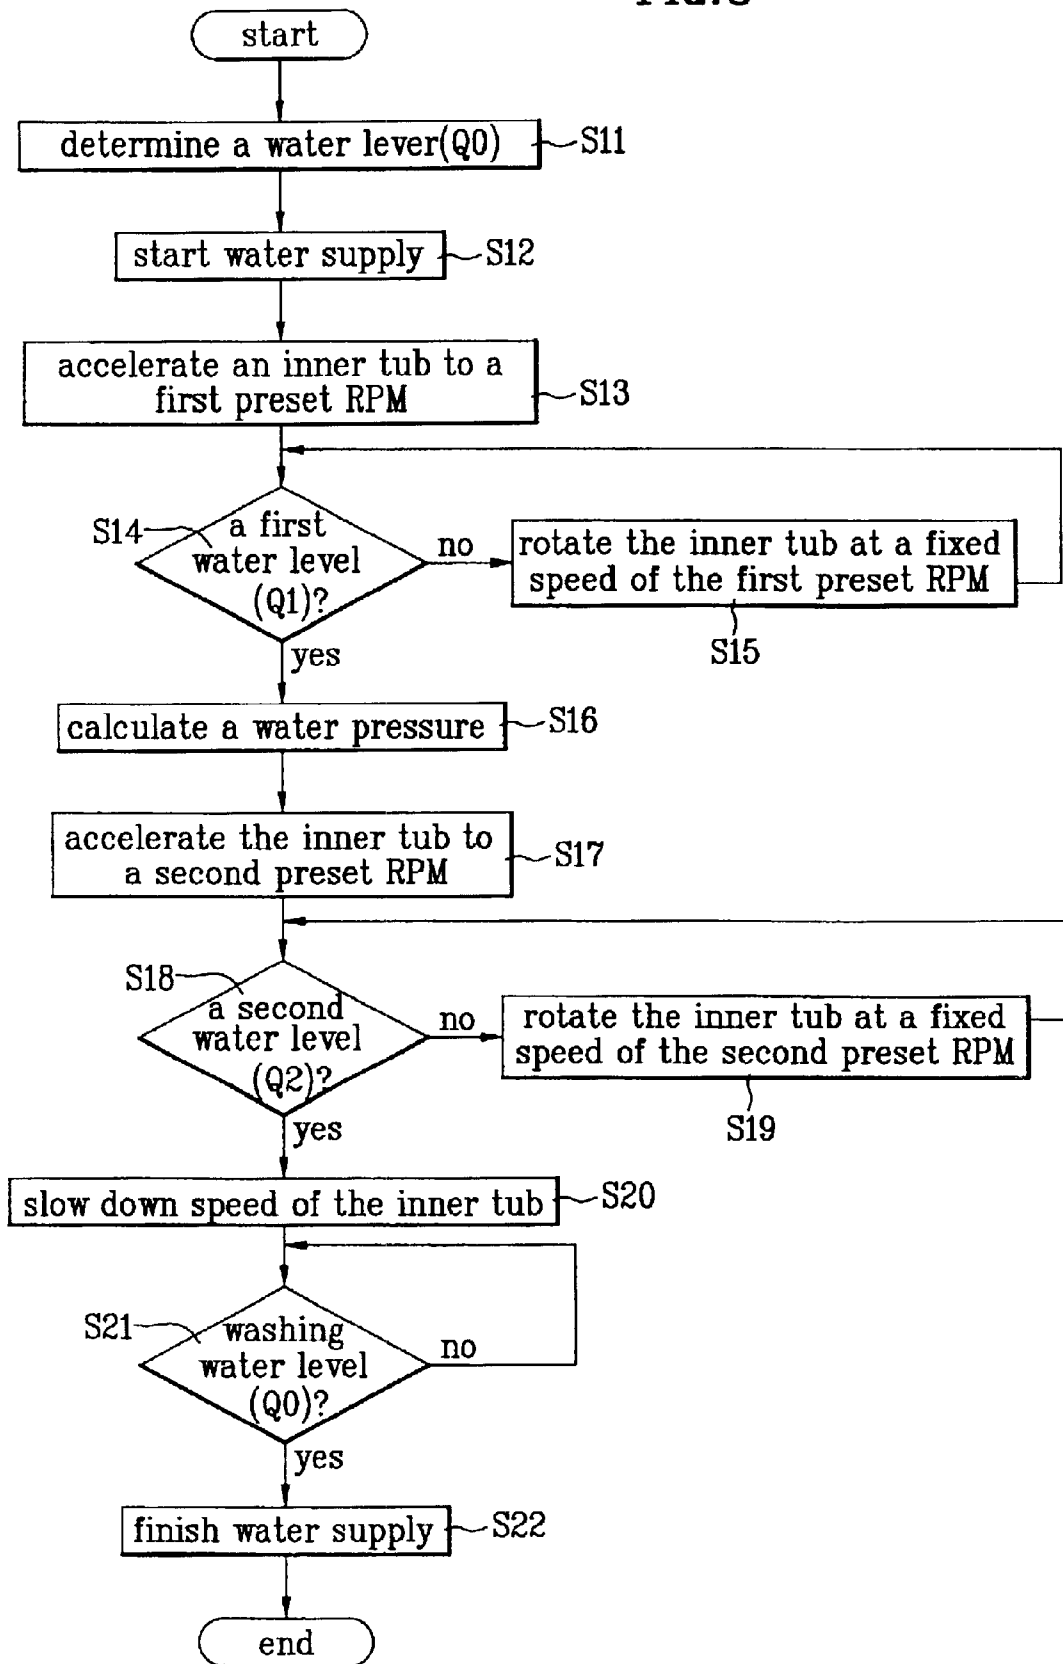 start
determine a water lever(Q0)
S11
start water supply
S12
accelerate an inner tub to a
first preset RPM
S13
S14
a first
water level
(Q1)?
no
rotate the inner tub at a fixed
speed of the first preset RPM
S15
yes
calculate a water pressure
S16
accelerate the inner tub to
a second preset RPM
S17
S18
a second
water level
(Q2)?
no
rotate the inner tub at a fixed
speed of the second preset RPM
S19
yes
slow down speed of the inner tub
S20
S21
washing
water level
(Q0)?
no
yes
finish water supply
S22
end